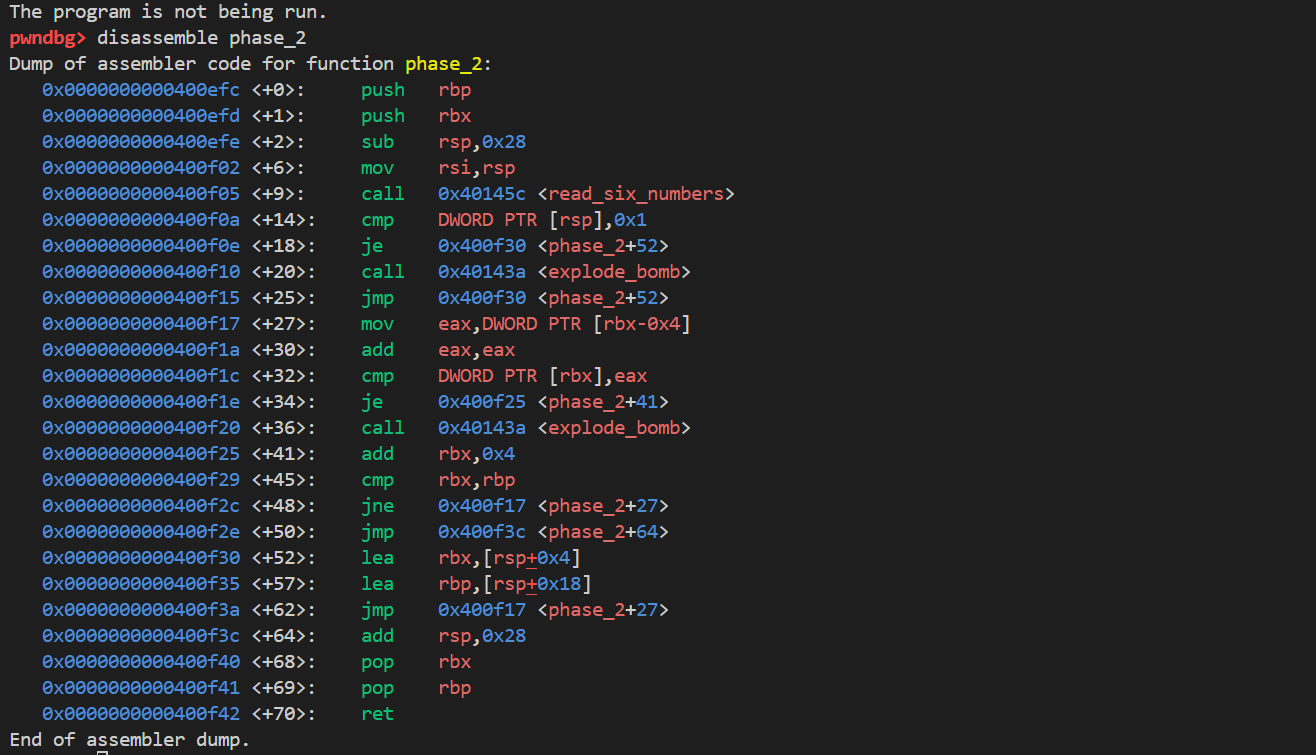 The program is not being run.
pwndbg> disassemble phase_2
Dump of assembler code for function phase_2:
   0x0000000000400efc <+0>:     push   rbp
   0x0000000000400efd <+1>:     push   rbx
   0x0000000000400efe <+2>:     sub    rsp,0x28
   0x0000000000400f02 <+6>:     mov    rsi,rsp
   0x0000000000400f05 <+9>:     call   0x40145c <read_six_numbers>
   0x0000000000400f0a <+14>:    cmp    DWORD PTR [rsp],0x1
   0x0000000000400f0e <+18>:    je     0x400f30 <phase_2+52>
   0x0000000000400f10 <+20>:    call   0x40143a <explode_bomb>
   0x0000000000400f15 <+25>:    jmp    0x400f30 <phase_2+52>
   0x0000000000400f17 <+27>:    mov    eax,DWORD PTR [rbx-0x4]
   0x0000000000400f1a <+30>:    add    eax,eax
   0x0000000000400f1c <+32>:    cmp    DWORD PTR [rbx],eax
   0x0000000000400f1e <+34>:    je     0x400f25 <phase_2+41>
   0x0000000000400f20 <+36>:    call   0x40143a <explode_bomb>
   0x0000000000400f25 <+41>:    add    rbx,0x4
   0x0000000000400f29 <+45>:    cmp    rbx,rbp
   0x0000000000400f2c <+48>:    jne    0x400f17 <phase_2+27>
   0x0000000000400f2e <+50>:    jmp    0x400f3c <phase_2+64>
   0x0000000000400f30 <+52>:    lea    rbx,[rsp+0x4]
   0x0000000000400f35 <+57>:    lea    rbp,[rsp+0x18]
   0x0000000000400f3a <+62>:    jmp    0x400f17 <phase_2+27>
   0x0000000000400f3c <+64>:    add    rsp,0x28
   0x0000000000400f40 <+68>:    pop    rbx
   0x0000000000400f41 <+69>:    pop    rbp
   0x0000000000400f42 <+70>:    ret
End of assembler dump.